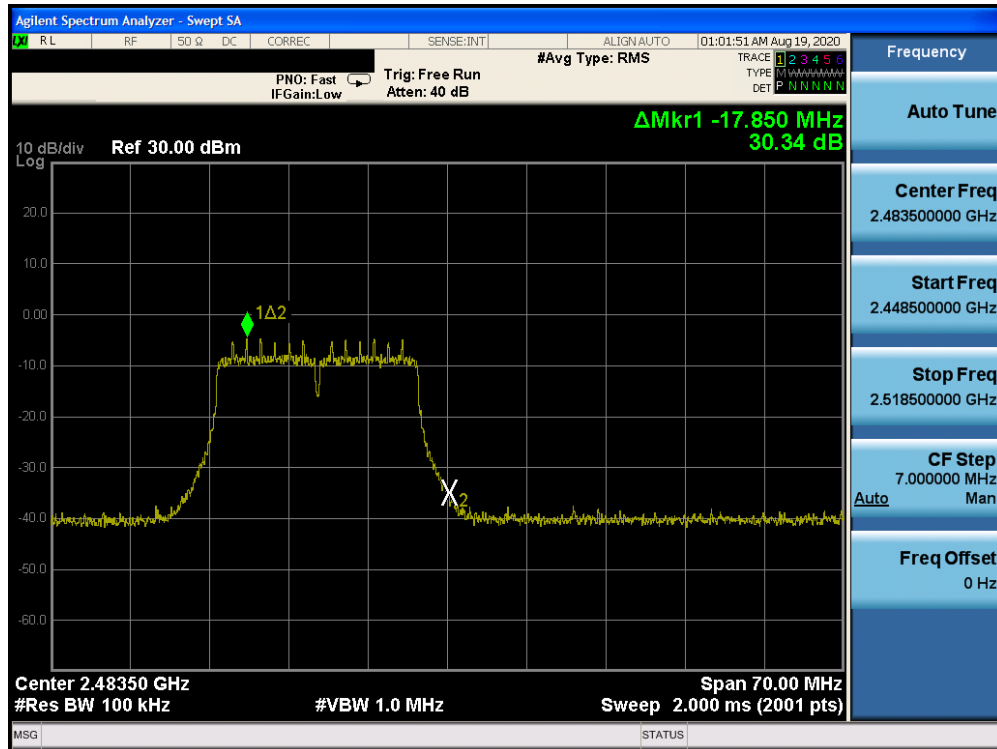 Agilent Spectrum Analyzer - Swept SA
LXI RL RF 50 Ω DC CORREC SENSE:INT ALIGN AUTO 01:01:51 AM Aug 19, 2020
PNO: Fast
IFGain:Low
Trig: Free Run
Atten: 40 dB
#Avg Type: RMS
TRACE 1 2 3 4 5 6
TYPE M
DET P N N N N N
ΔMkr1 -17.850 MHz
30.34 dB
10 dB/div Ref 30.00 dBm
Log
20.0
10.0
0.00
-10.0
-20.0
-30.0
-40.0
-50.0
-60.0
1Δ2
2
Center 2.48350 GHz Span 70.00 MHz
#Res BW 100 kHz #VBW 1.0 MHz Sweep 2.000 ms (2001 pts)
MSG STATUS
Frequency
Auto Tune
Center Freq
2.483500000 GHz
Start Freq
2.448500000 GHz
Stop Freq
2.518500000 GHz
CF Step
7.000000 MHz
Auto Man
Freq Offset
0 Hz